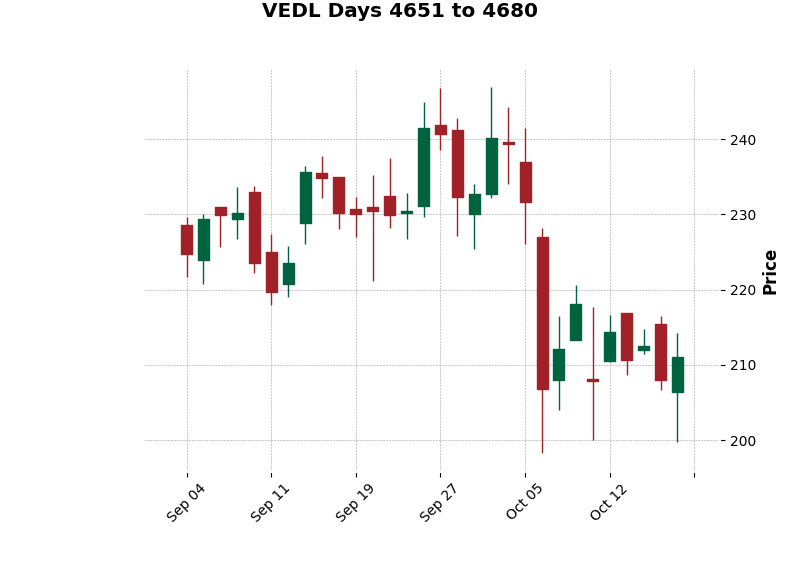 VEDL Days 4651 to 4680
240
230
220
210
200
Price
Sep 04
Sep 11
Sep 19
Sep 27
Oct 05
Oct 12